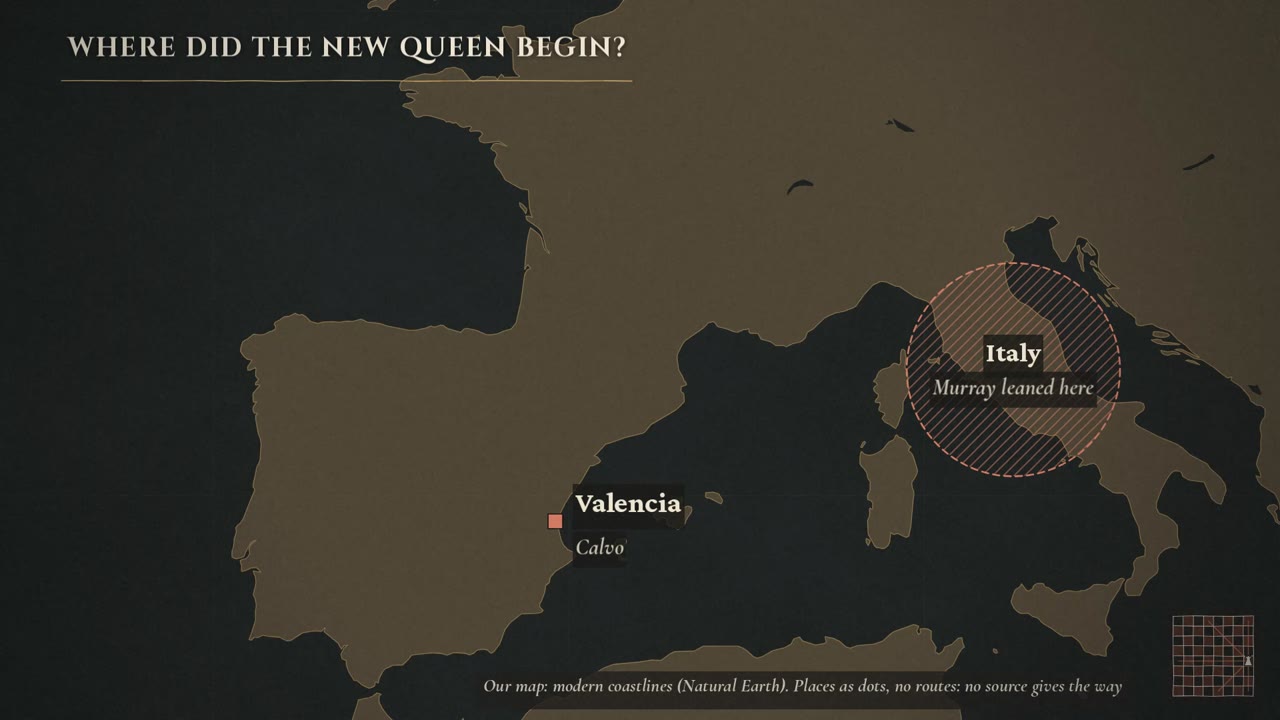 WHERE DID THE NEW QUEEN BEGIN?
Italy
Murray leaned here
Valencia
Calvo
Our map: modern coastlines (Natural Earth). Places as dots, no routes: no source gives the way